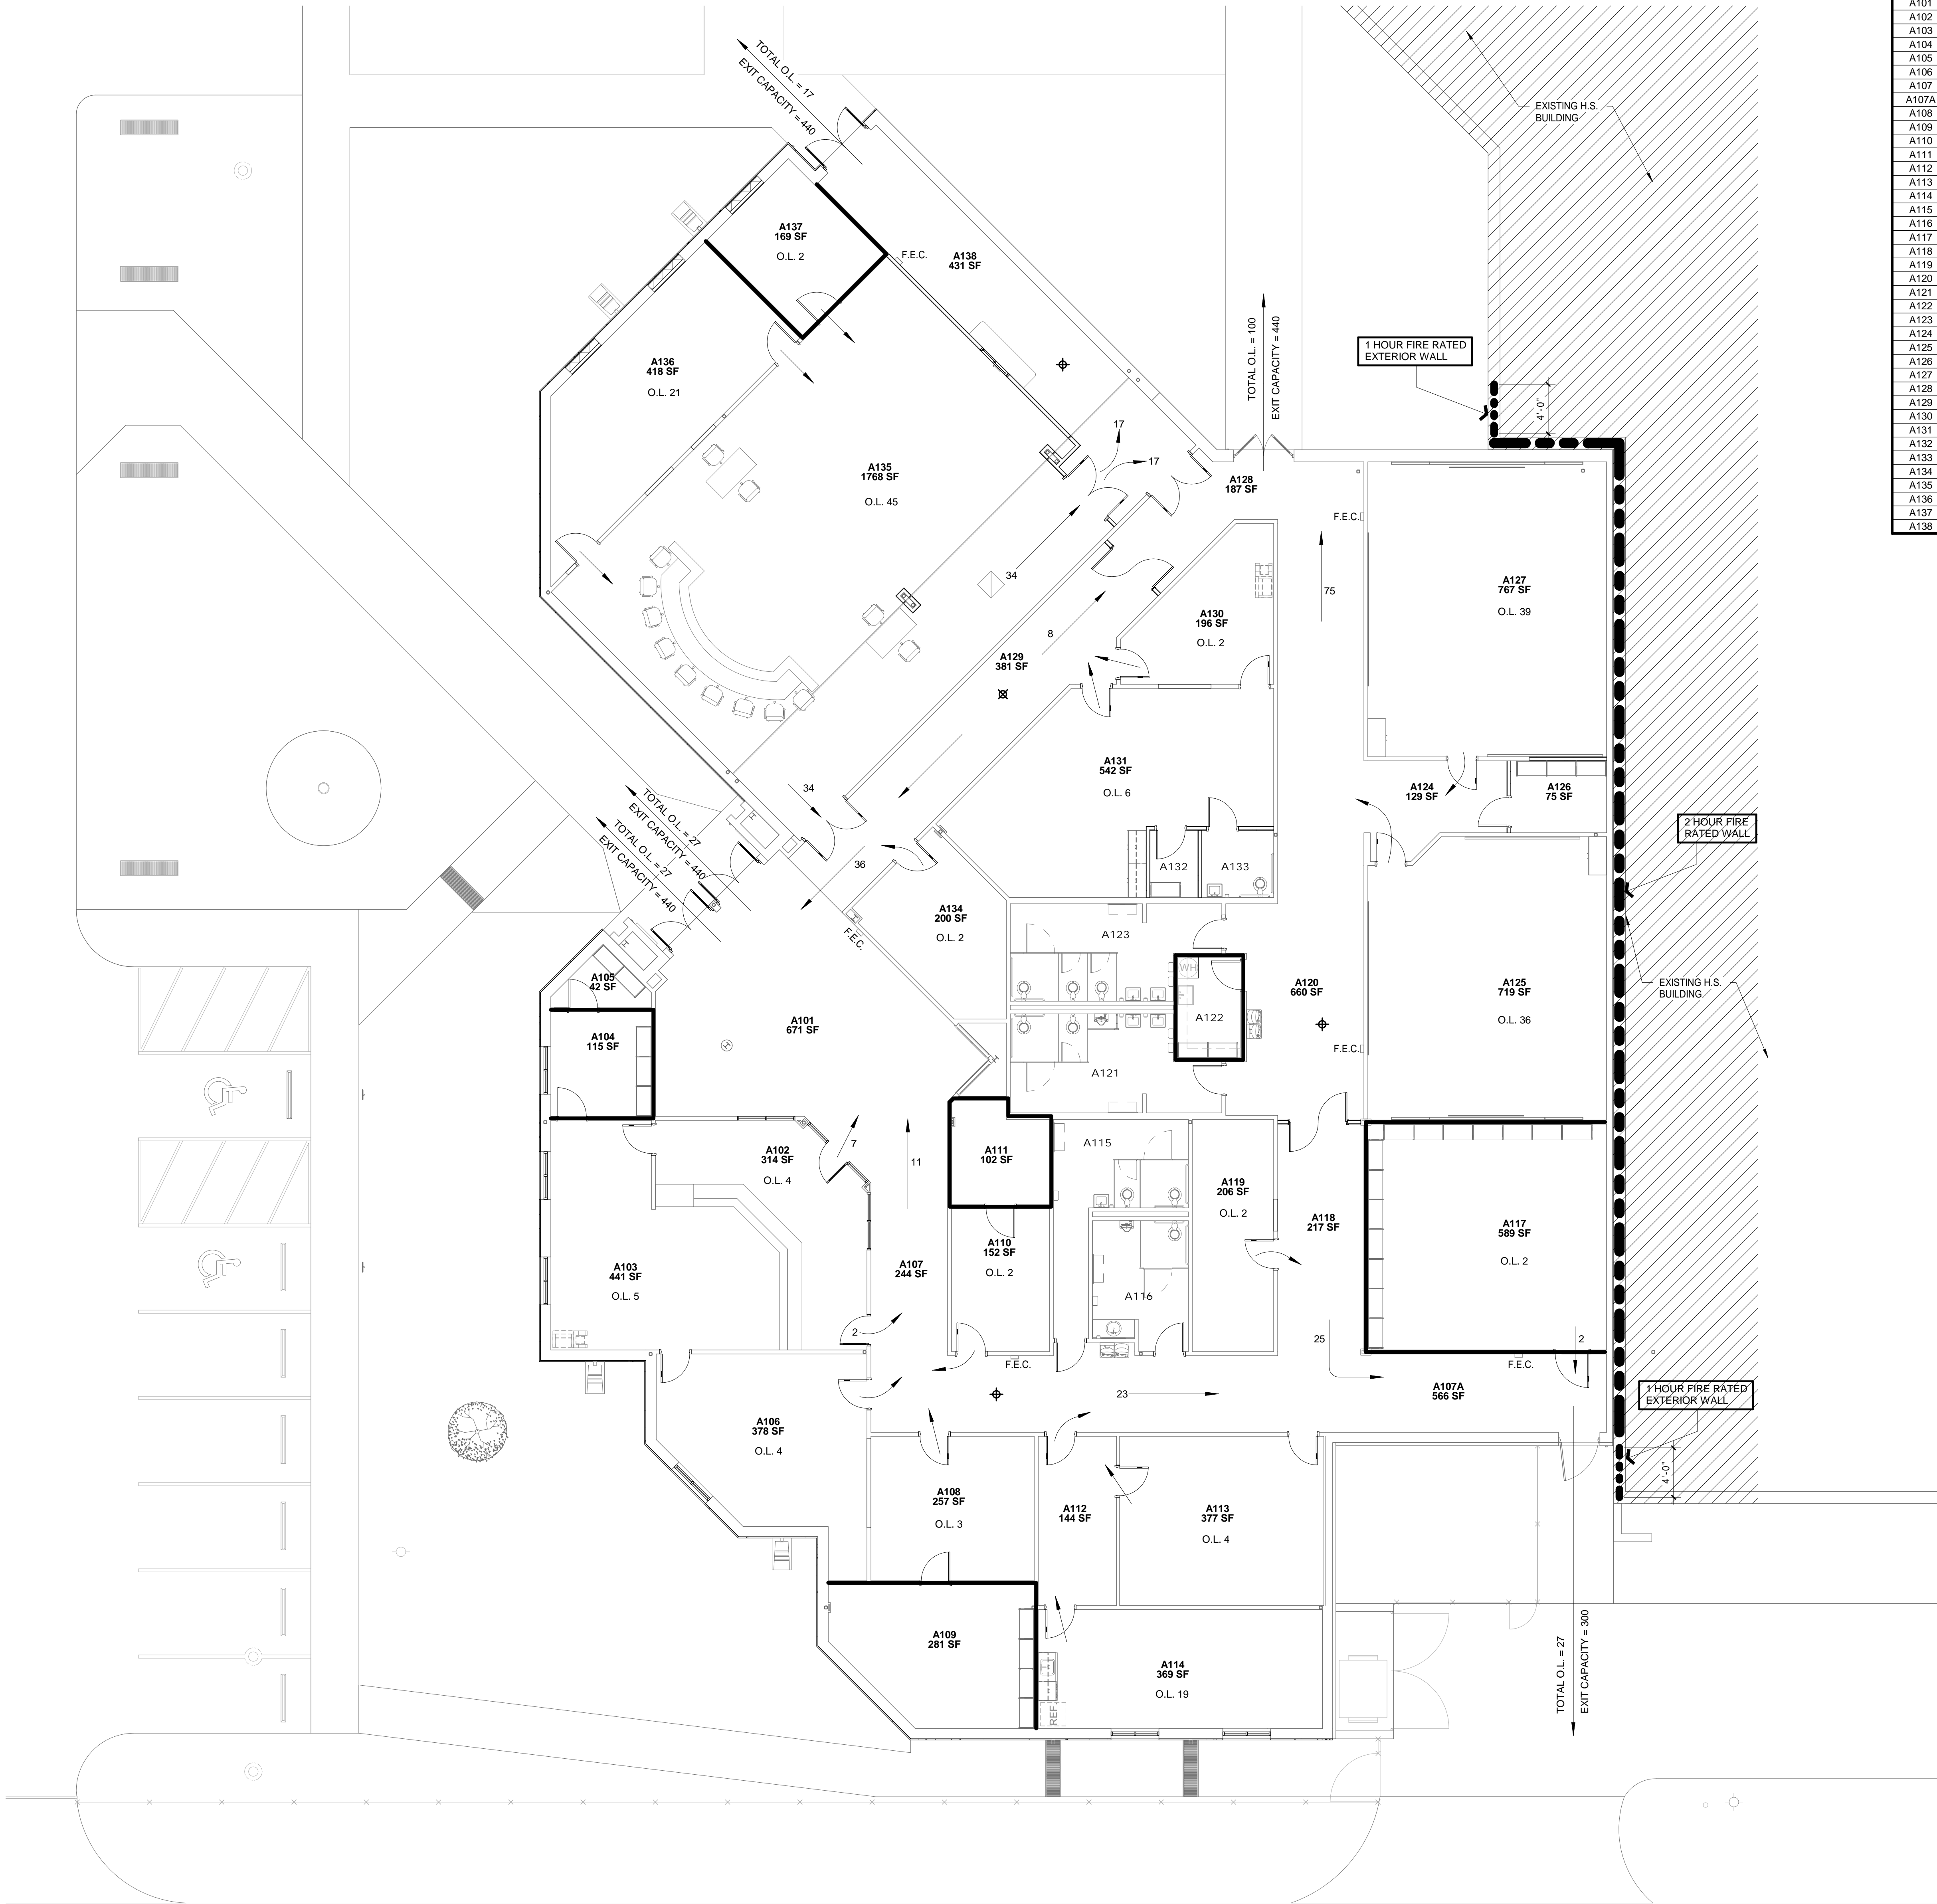 A101
A102
A103
A104
A105
A106
A107
A107A
A108
A109
A110
A111
A112
A113
A114
A115
A116
A117
A118
A119
A120
A121
A122
A123
A124
A125
A126
A127
A128
A129
A130
A131
A132
A133
A134
A135
A136
A137
A138
TOTAL O.L. = 17
EXIT CAPACITY = 440
EXISTING H.S.
BUILDING
A137
169 SF
O.L. 2
F.E.C.
A138
431 SF
TOTAL O.L. = 100
EXIT CAPACITY = 440
1 HOUR FIRE RATED
EXTERIOR WALL
4'-0"
A136
418 SF
O.L. 21
17
17
A135
1768 SF
O.L. 45
A128
187 SF
F.E.C.
34
75
A127
767 SF
O.L. 39
A130
196 SF
O.L. 2
8
A129
381 SF
A131
542 SF
O.L. 6
34
A124
129 SF
A126
75 SF
TOTAL O.L. = 27
EXIT CAPACITY = 440
TOTAL O.L. = 27
EXIT CAPACITY = 440
2 HOUR FIRE
RATED WALL
36
A132
A133
A134
200 SF
O.L. 2
F.E.C.
A123
WH
A105
42 SF
A120
660 SF
A125
719 SF
O.L. 36
EXISTING H.S.
BUILDING
A101
671 SF
A122
A104
115 SF
F.E.C.
A121
A102
314 SF
O.L. 4
7
11
A111
102 SF
A115
A119
206 SF
O.L. 2
A118
217 SF
A117
589 SF
O.L. 2
A103
441 SF
O.L. 5
A107
244 SF
A110
152 SF
O.L. 2
A116
2
25
2
F.E.C.
F.E.C.
23
A107A
566 SF
1 HOUR FIRE RATED
EXTERIOR WALL
A106
378 SF
O.L. 4
4'-0"
A108
257 SF
O.L. 3
A112
144 SF
A113
377 SF
O.L. 4
A109
281 SF
A114
369 SF
O.L. 19
REF
TOTAL O.L. = 27
EXIT CAPACITY = 300